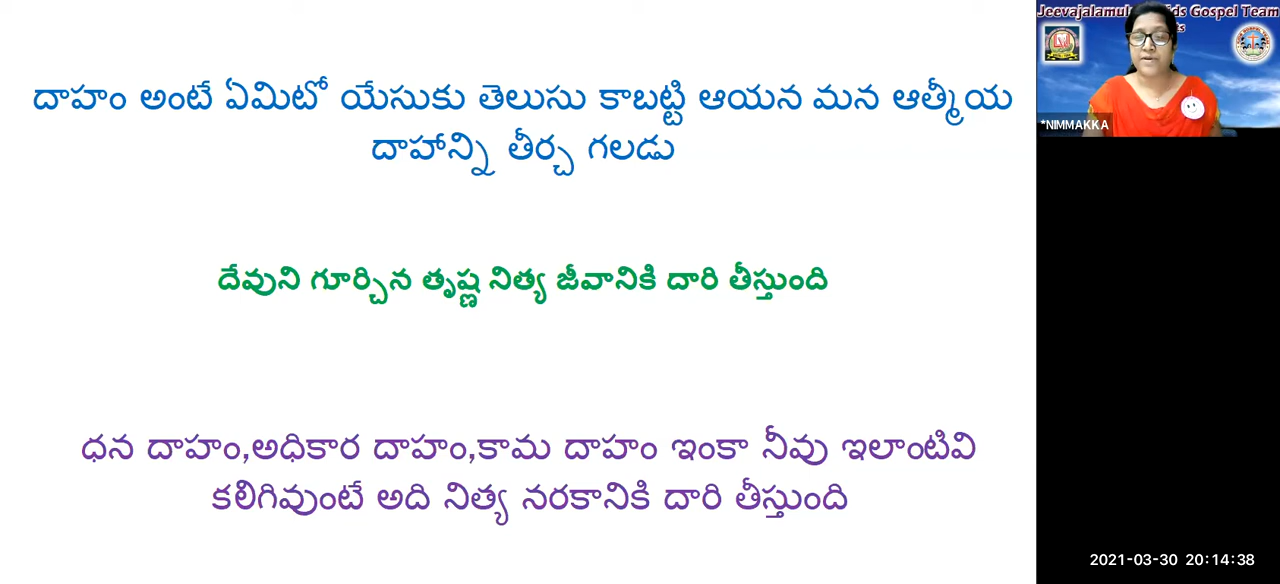 దాహం అంటే ఏమిటో యేసుకు తెలుసు కాబట్టి ఆయన మన ఆత్మీయ
దాహాన్ని తీర్చ గలడు
దేవుని గూర్చిన తృష్ణ నిత్య జీవానికి దారి తీస్తుంది
ధన దాహం,అధికార దాహం,కామ దాహం ఇంకా నీవు ఇలాంటివి
కలిగివుంటే అది నిత్య నరకానికి దారి తీస్తుంది
Gospel Team
*NIMMAKKA
2021-03-30 20:14:38